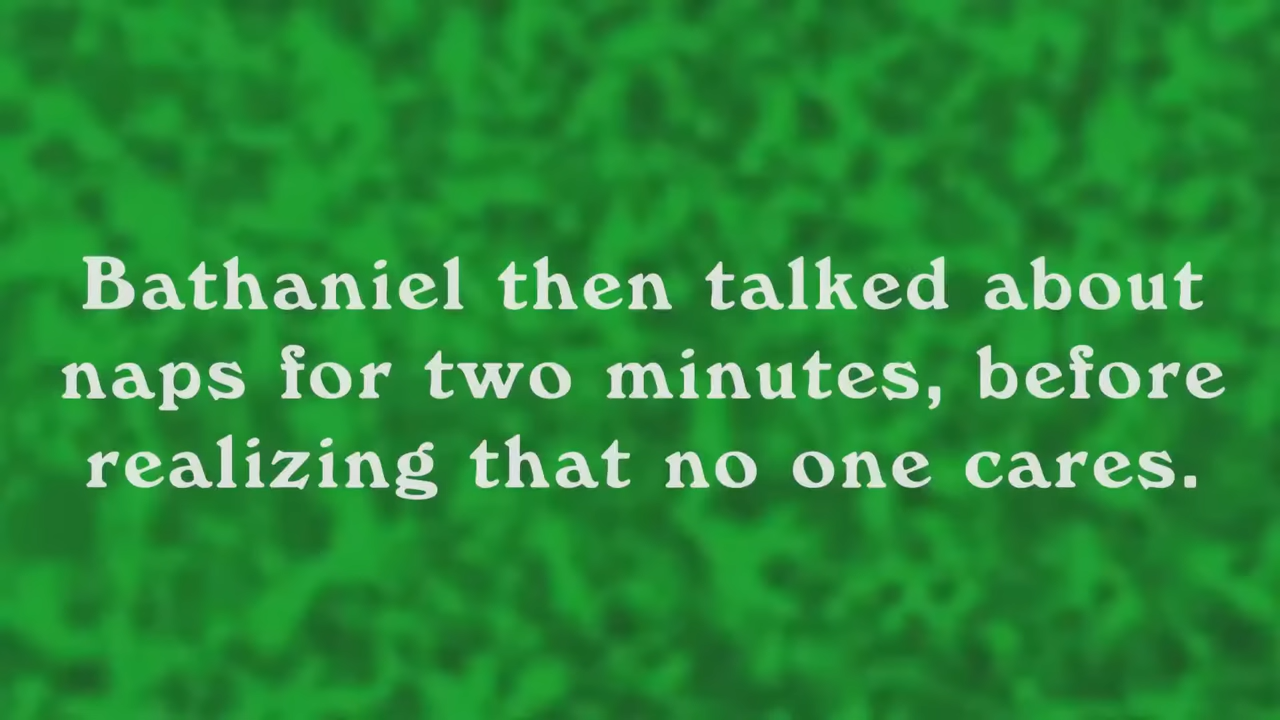 Bathaniel then talked about
naps for two minutes, before
realizing that no one cares.